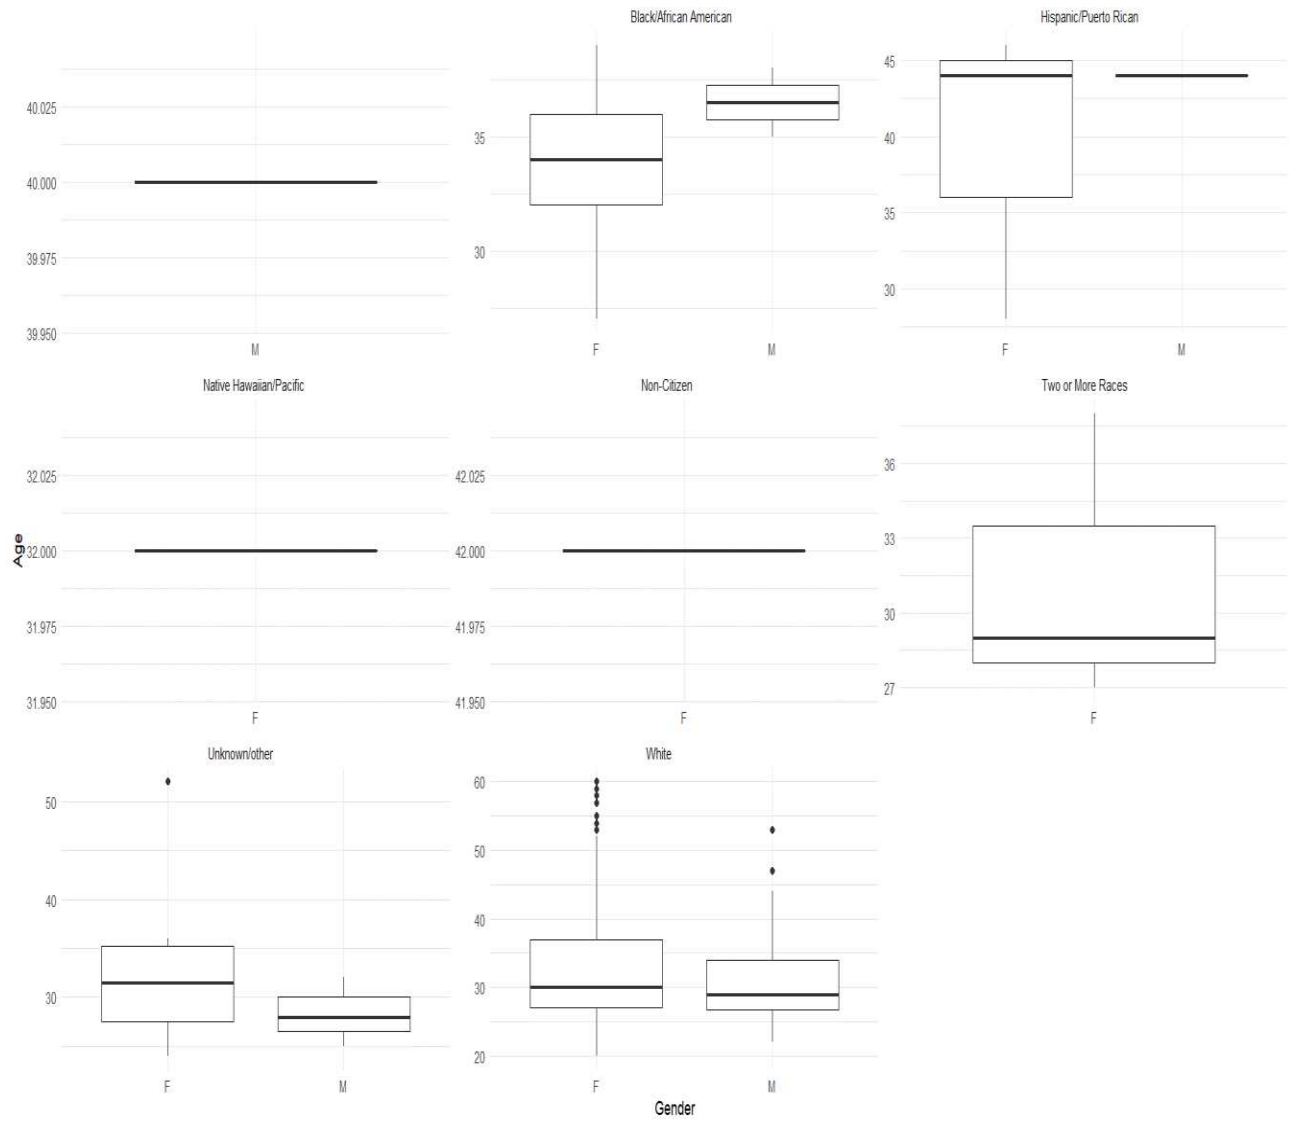 Black/African American
Hispanic/Puerto Rican
40.025
40.000
39.975
39.950
M
35
30
F
M
45
40
35
30
F
M
Native Hawaiian/Pacific
Non-Citizen
Two or More Races
Age
32.025
32.000
31.975
31.950
F
42.025
42.000
41.975
41.950
F
36
33
30
27
F
Unknown/other
White
50
40
30
F
M
60
50
40
30
20
F
M
Gender